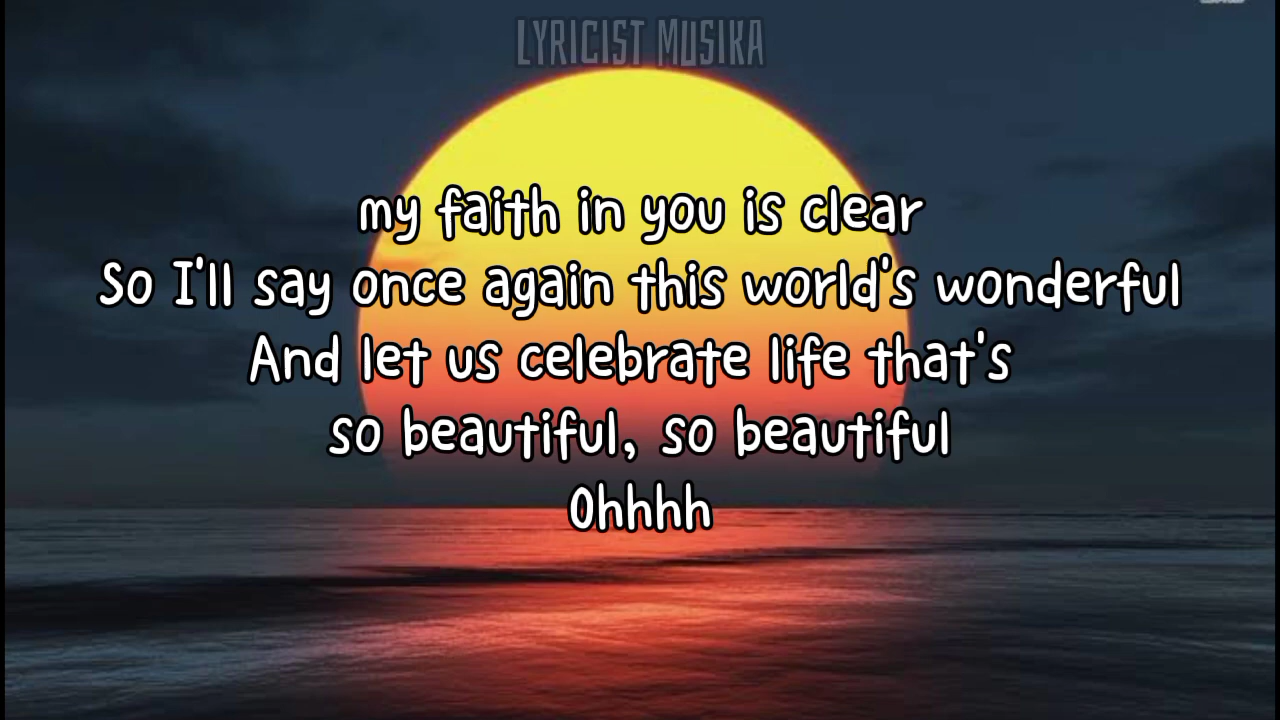 LYRICIST MUSIKA
my faith in you is clear
So I'll say once again this world's wonderful
And let us celebrate life that's
so beautiful, so beautiful
Ohhhh